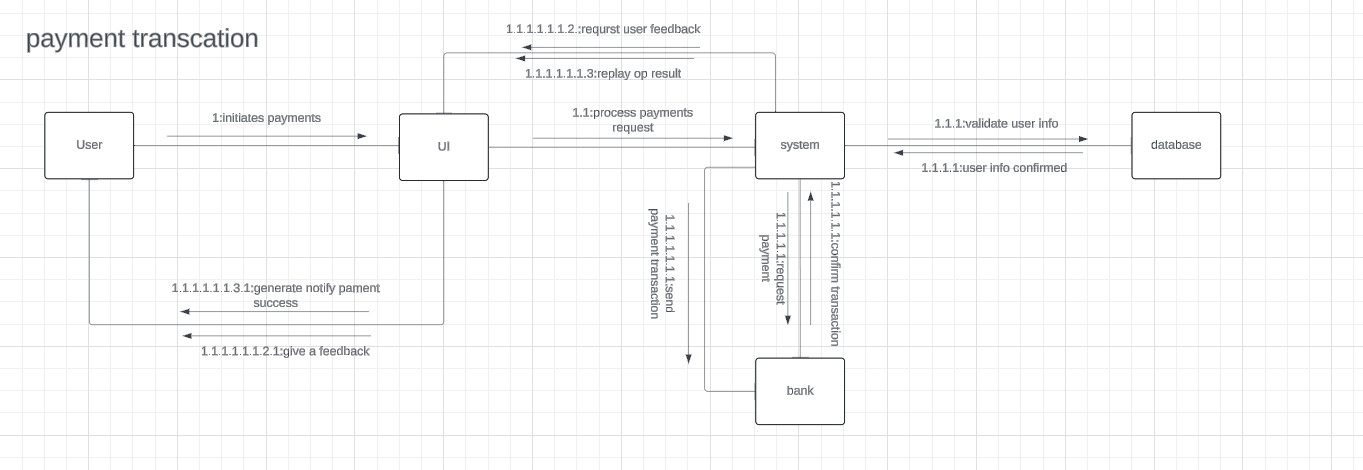 payment transcation
1.1.1.1.1.1.2.:requrst user feedback
1.1.1.1.1.1.3:replay op result
1:initiates payments
1.1:process payments
request
1.1.1:validate user info
User
UI
system
database
1.1.1.1:user info confirmed
1.1.1.1.1.1.1:send
payment transaction
1.1.1.1.1:request
payment
1.1.1.1.1.1:confirm transaction
1.1.1.1.1.1.3.1:generate notify pament
success
1.1.1.1.1.1.2.1:give a feedback
bank